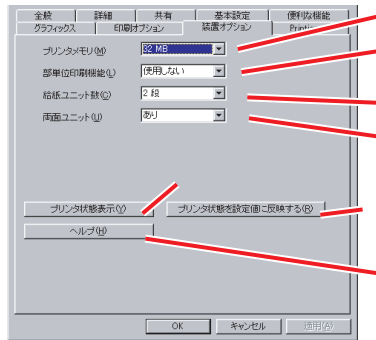 全般 詳細 共有 基本設定 便利な機能
グラフィックス 印刷オプション 装置オプション Printin
プリンタメモリ(M) 32 MB
部単位印刷機能(L) 使用しない
給紙ユニット数(C) 2 段
両面ユニット(U) あり
プリンタ状態表示(Y) プリンタ状態を設定値に反映する(R)
ヘルプ(H)
OK キャンセル 適用(A)